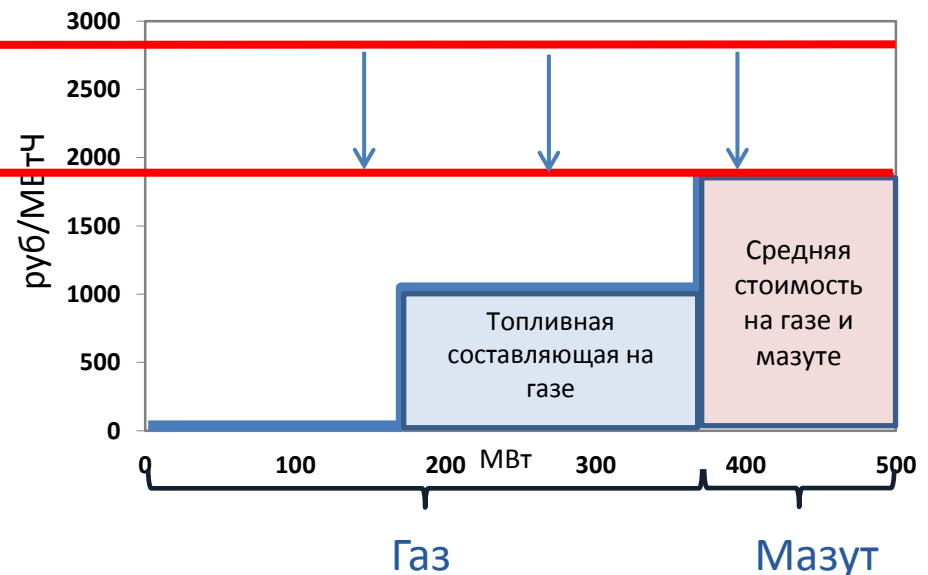 3000
2500
2000
1500
1000
500
0
руб/МВтЧ
Топливная
составляющая на
газе
Средняя
стоимость
на газе и
мазуте
0 100 200 МВт 300 400 500
Газ Мазут